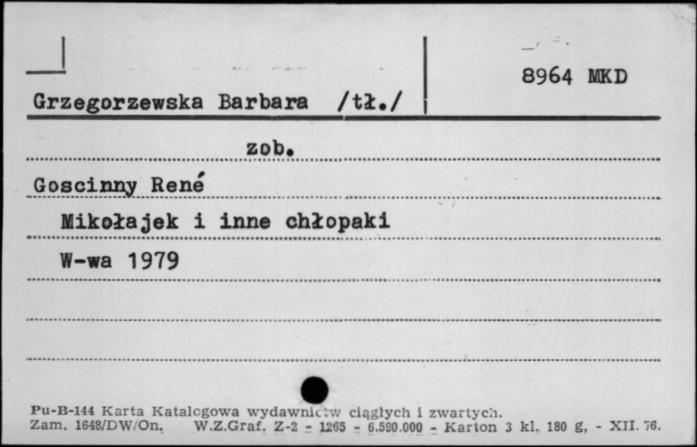 8964 MKD
Grzegorzewska Barbara /tł./
zob.
Goscinny René
Mikołajek i inne chłopaki
W-wa 1979
Pu-B-144 Karta Katalogowa wydawnictw ciągłych i zwartych.
Zam. 1648/DW/On. W.Z.Graf. Z-2 - 1265 - 6.500.000 - Karton 3 kl. 180 g, - XII. 76.